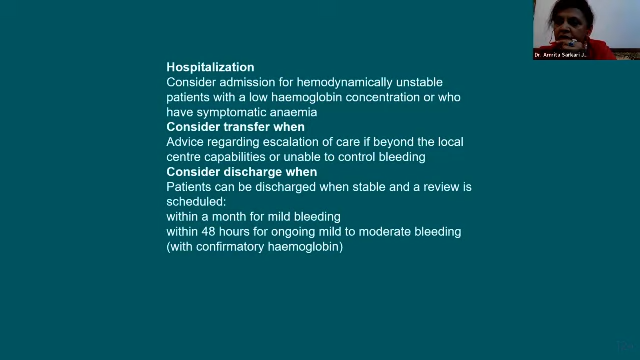 Hospitalization
Consider admission for hemodynamically unstable
patients with a low haemoglobin concentration or who
have symptomatic anaemia
Consider transfer when
Advice regarding escalation of care if beyond the local
centre capabilities or unable to control bleeding
Consider discharge when
Patients can be discharged when stable and a review is
scheduled:
within a month for mild bleeding
within 48 hours for ongoing mild to moderate bleeding
(with confirmatory haemoglobin)
Dr. Amrita Sarkari J...